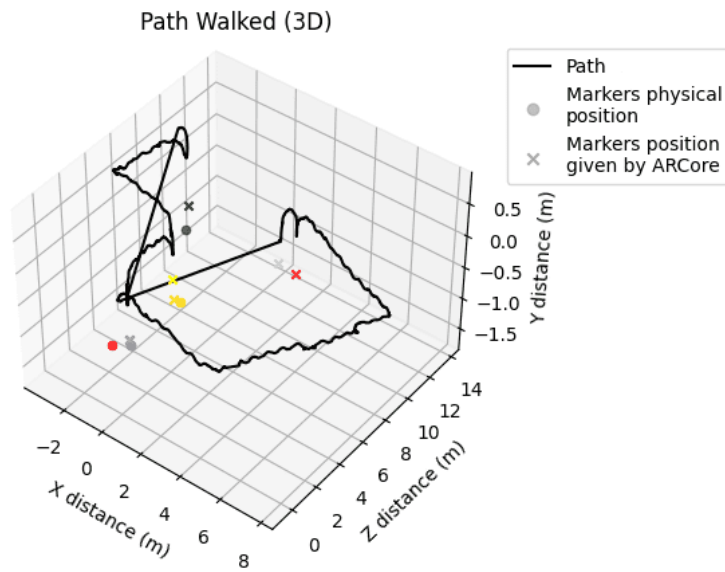 Path Walked (3D)
Path
Markers physical
position
Markers position
given by ARCore
0.5
0.0
−0.5
−1.0
−1.5
Y distance (m)
14
12
10
8
6
4
2
0
Z distance (m)
−2
0
2
4
6
8
X distance (m)